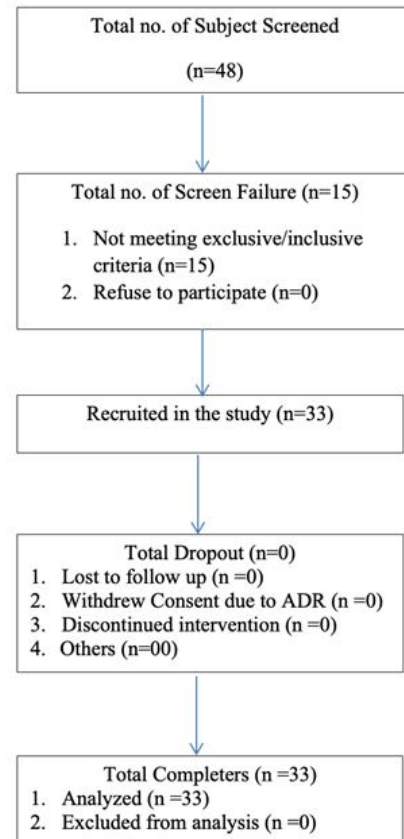 Total no. of Subject Screened
(n=48)
Total no. of Screen Failure (n=15)
1. Not meeting exclusive/inclusive
criteria (n=15)
2. Refuse to participate (n=0)
Recruited in the study (n=33)
Total Dropout (n=0)
1. Lost to follow up (n =0)
2. Withdrew Consent due to ADR (n =0)
3. Discontinued intervention (n =0)
4. Others (n=00)
Total Completers (n =33)
1. Analyzed (n =33)
2. Excluded from analysis (n =0)